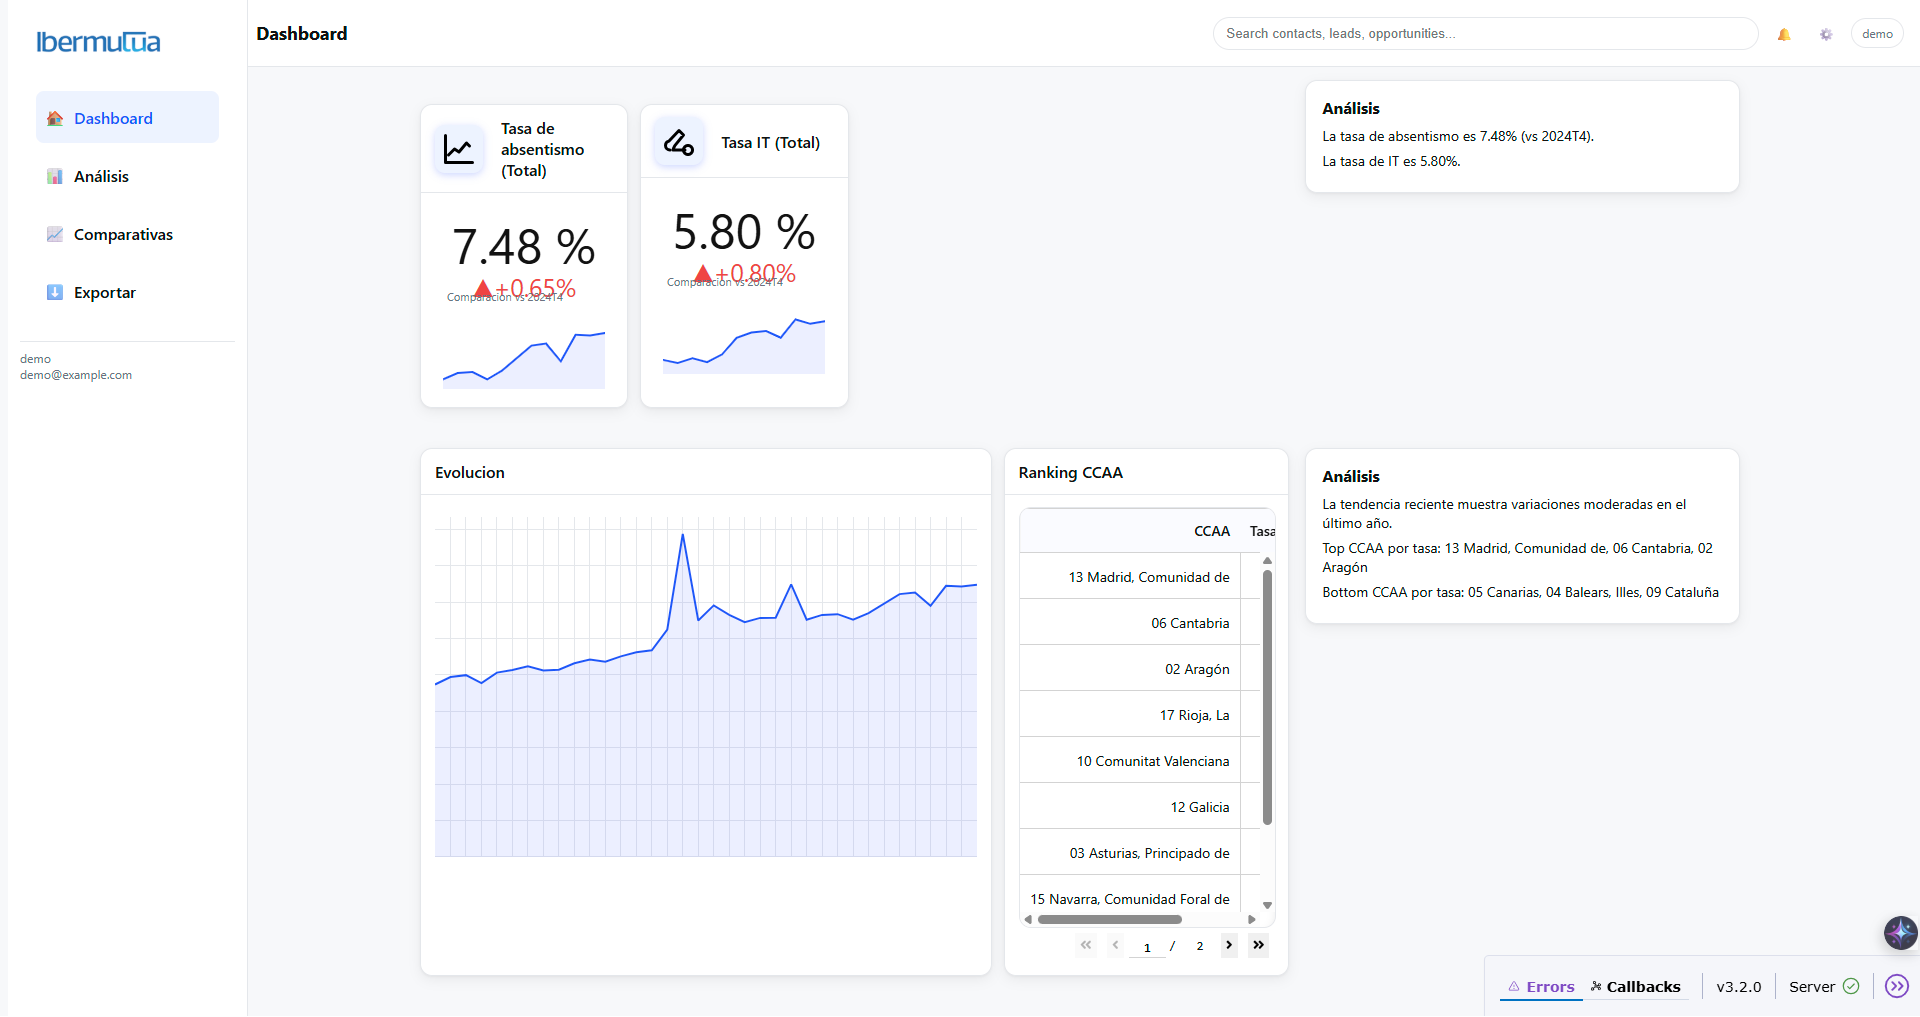 Ibermutua
Dashboard
Search contacts, leads, opportunities...
demo
Dashboard
Análisis
Comparativas
Exportar
demo
demo@example.com
Tasa de
absentismo
(Total)
7.48 %
▲+0.65%
Comparación vs 2024T4
Tasa IT (Total)
5.80 %
▲+0.80%
Comparación vs 2024T4
Análisis
La tasa de absentismo es 7.48% (vs 2024T4).
La tasa de IT es 5.80%.
Evolucion
Ranking CCAA
CCAA Tasa
13 Madrid, Comunidad de
06 Cantabria
02 Aragón
17 Rioja, La
10 Comunitat Valenciana
12 Galicia
03 Asturias, Principado de
15 Navarra, Comunidad Foral de
1 / 2
Análisis
La tendencia reciente muestra variaciones moderadas en el
último año.
Top CCAA por tasa: 13 Madrid, Comunidad de, 06 Cantabria, 02
Aragón
Bottom CCAA por tasa: 05 Canarias, 04 Balears, Illes, 09 Cataluña
Errors Callbacks v3.2.0 Server